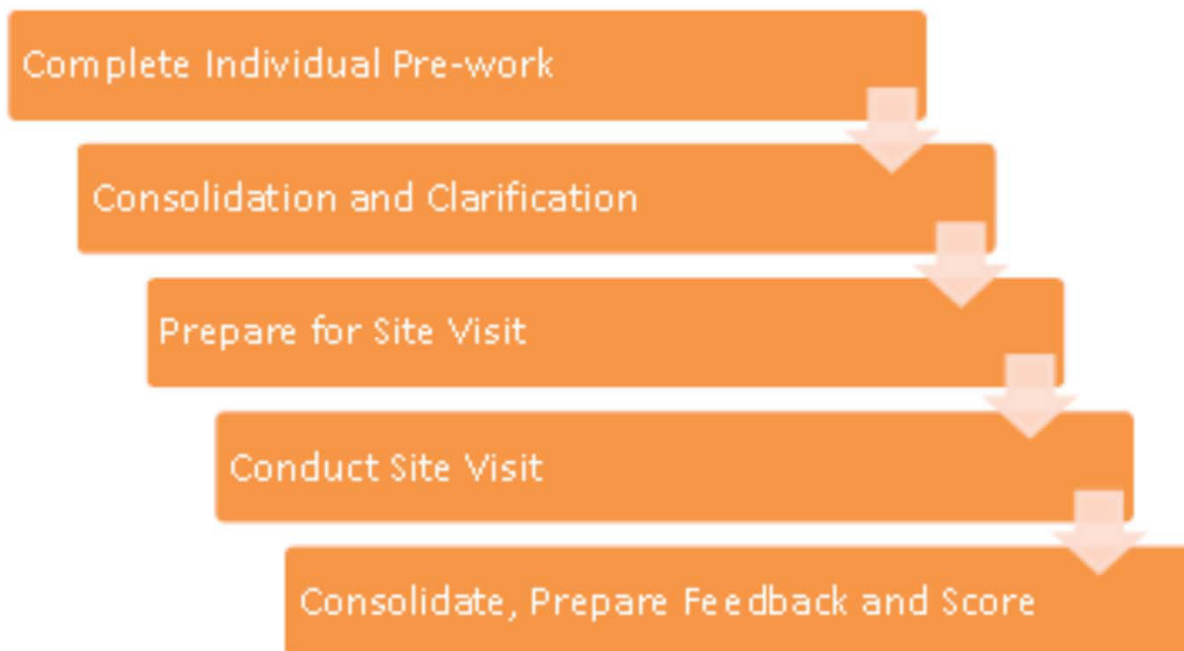 Complete Individual Pre-work
Consolidation and Clarification
Prepare for Site Visit
Conduct Site Visit
Consolidate, Prepare Feedback and Score